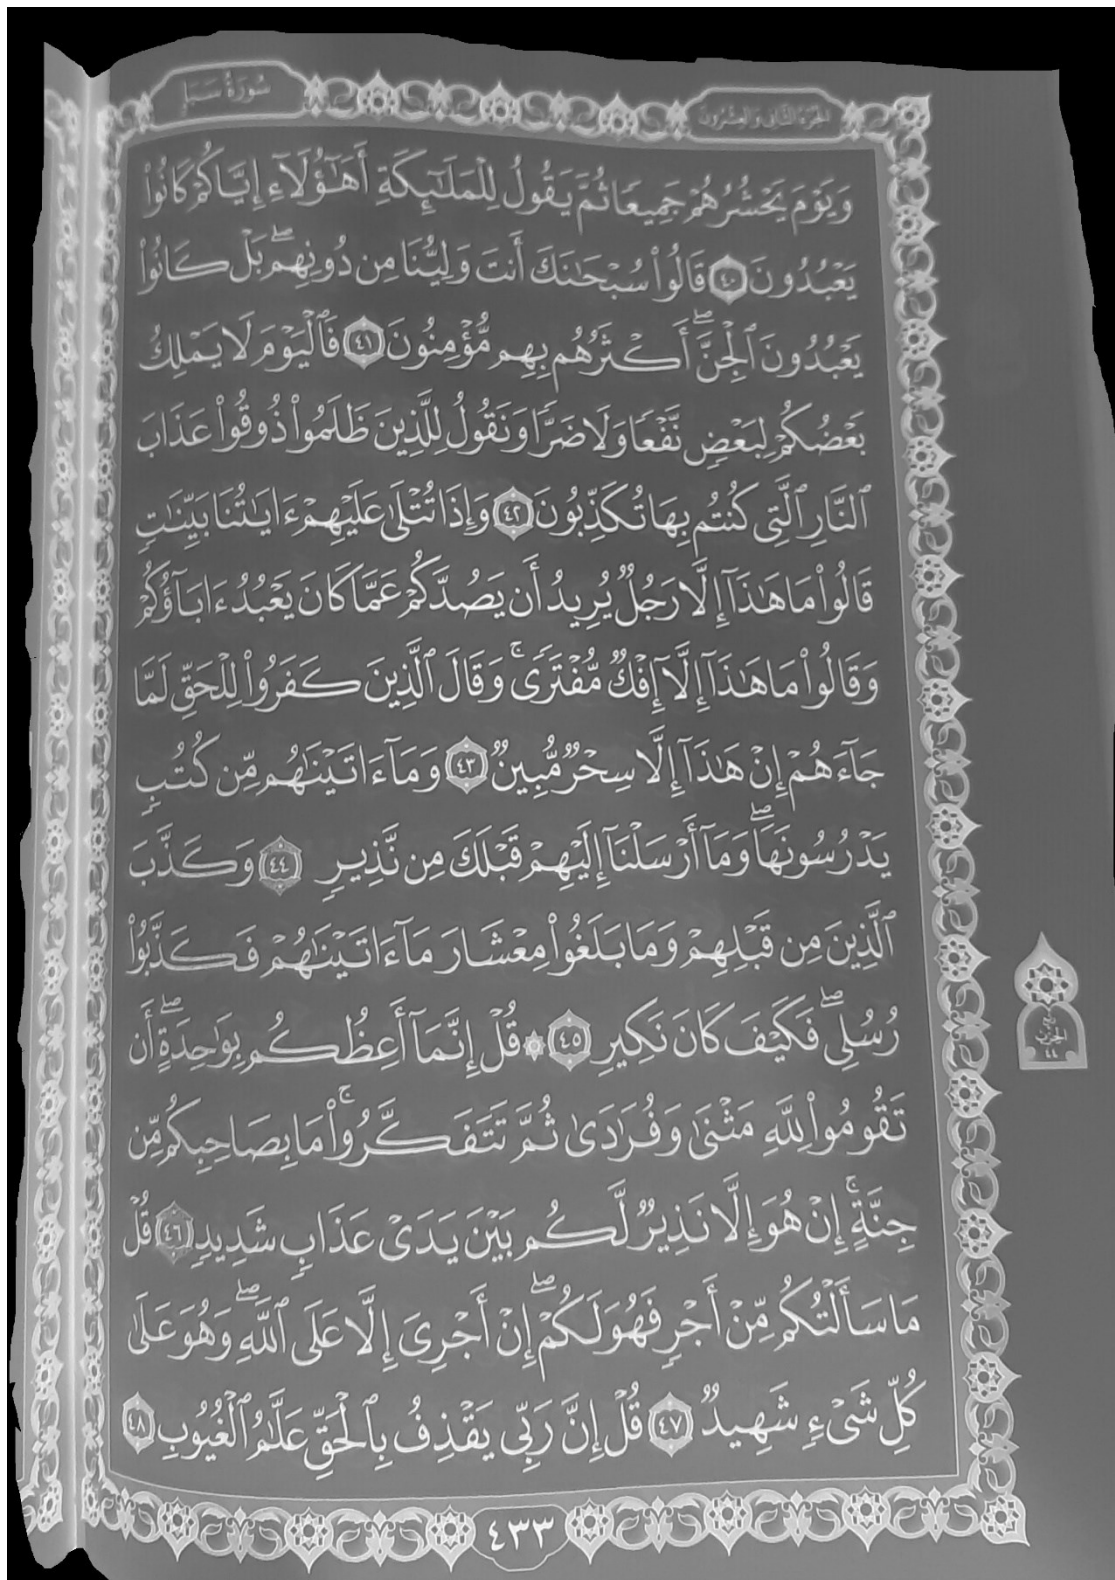 الجزء الثاني والعشرون
سُورَةُ سَبَإٍ
وَيَوْمَ يَحْشُرُهُمْ جَمِيعًا ثُمَّ يَقُولُ لِلْمَلَٰٓئِكَةِ أَهَٰٓؤُلَآءِ إِيَّاكُمْ كَانُوا۟
يَعْبُدُونَ ٤٠ قَالُوا۟ سُبْحَٰنَكَ أَنتَ وَلِيُّنَا مِن دُونِهِم ۖ بَلْ كَانُوا۟
يَعْبُدُونَ ٱلْجِنَّ ۖ أَكْثَرُهُم بِهِم مُّؤْمِنُونَ ٤١ فَٱلْيَوْمَ لَا يَمْلِكُ
بَعْضُكُمْ لِبَعْضٍ نَّفْعًا وَلَا ضَرًّا وَنَقُولُ لِلَّذِينَ ظَلَمُوا۟ ذُوقُوا۟ عَذَابَ
ٱلنَّارِ ٱلَّتِى كُنتُم بِهَا تُكَذِّبُونَ ٤٢ وَإِذَا تُتْلَىٰ عَلَيْهِمْ ءَايَٰتُنَا بَيِّنَٰتٍ
قَالُوا۟ مَا هَٰذَآ إِلَّا رَجُلٌ يُرِيدُ أَن يَصُدَّكُمْ عَمَّا كَانَ يَعْبُدُ ءَابَآؤُكُمْ
وَقَالُوا۟ مَا هَٰذَآ إِلَّآ إِفْكٌ مُّفْتَرًى ۚ وَقَالَ ٱلَّذِينَ كَفَرُوا۟ لِلْحَقِّ لَمَّا
جَآءَهُمْ إِنْ هَٰذَآ إِلَّا سِحْرٌ مُّبِينٌ ٤٣ وَمَآ ءَاتَيْنَٰهُم مِّن كُتُبٍ
يَدْرُسُونَهَا ۖ وَمَآ أَرْسَلْنَآ إِلَيْهِمْ قَبْلَكَ مِن نَّذِيرٍ ٤٤ وَكَذَّبَ
ٱلَّذِينَ مِن قَبْلِهِمْ وَمَا بَلَغُوا۟ مِعْشَارَ مَآ ءَاتَيْنَٰهُمْ فَكَذَّبُوا۟
رُسُلِى ۖ فَكَيْفَ كَانَ نَكِيرِ ٤٥ ۞ قُلْ إِنَّمَآ أَعِظُكُم بِوَٰحِدَةٍ ۖ أَن
تَقُومُوا۟ لِلَّهِ مَثْنَىٰ وَفُرَٰدَىٰ ثُمَّ تَتَفَكَّرُوا۟ ۚ مَا بِصَاحِبِكُم مِّن
جِنَّةٍ ۚ إِنْ هُوَ إِلَّا نَذِيرٌ لَّكُم بَيْنَ يَدَىْ عَذَابٍ شَدِيدٍ ٤٦ قُلْ
مَا سَأَلْتُكُم مِّنْ أَجْرٍ فَهُوَ لَكُمْ ۖ إِنْ أَجْرِىَ إِلَّا عَلَى ٱللَّهِ ۖ وَهُوَ عَلَىٰ
كُلِّ شَىْءٍ شَهِيدٌ ٤٧ قُلْ إِنَّ رَبِّى يَقْذِفُ بِٱلْحَقِّ عَلَّٰمُ ٱلْغُيُوبِ ٤٨
الحزب
٤٤
٤٣٣